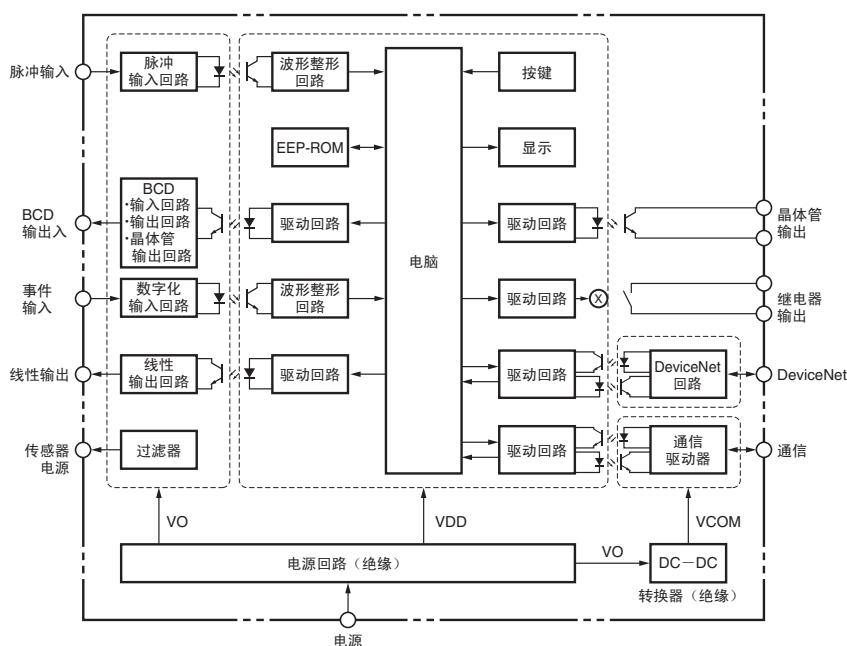 脉冲输入
脉冲
输入回路
波形整形
回路
按键
EEP-ROM
显示
BCD
输出入
BCD
·输入回路
·输出回路
·晶体管
输出回路
驱动回路
电脑
驱动回路
晶体管
输出
事件
输入
数字化
输入回路
波形整形
回路
驱动回路
X
继电器
输出
线性输出
线性
输出回路
驱动回路
驱动回路
DeviceNet
回路
DeviceNet
传感器
电源
过滤器
驱动回路
通信
驱动器
通信
VO
VDD
VCOM
电源回路（绝缘）
VO
DC－DC
转换器（绝缘）
电源